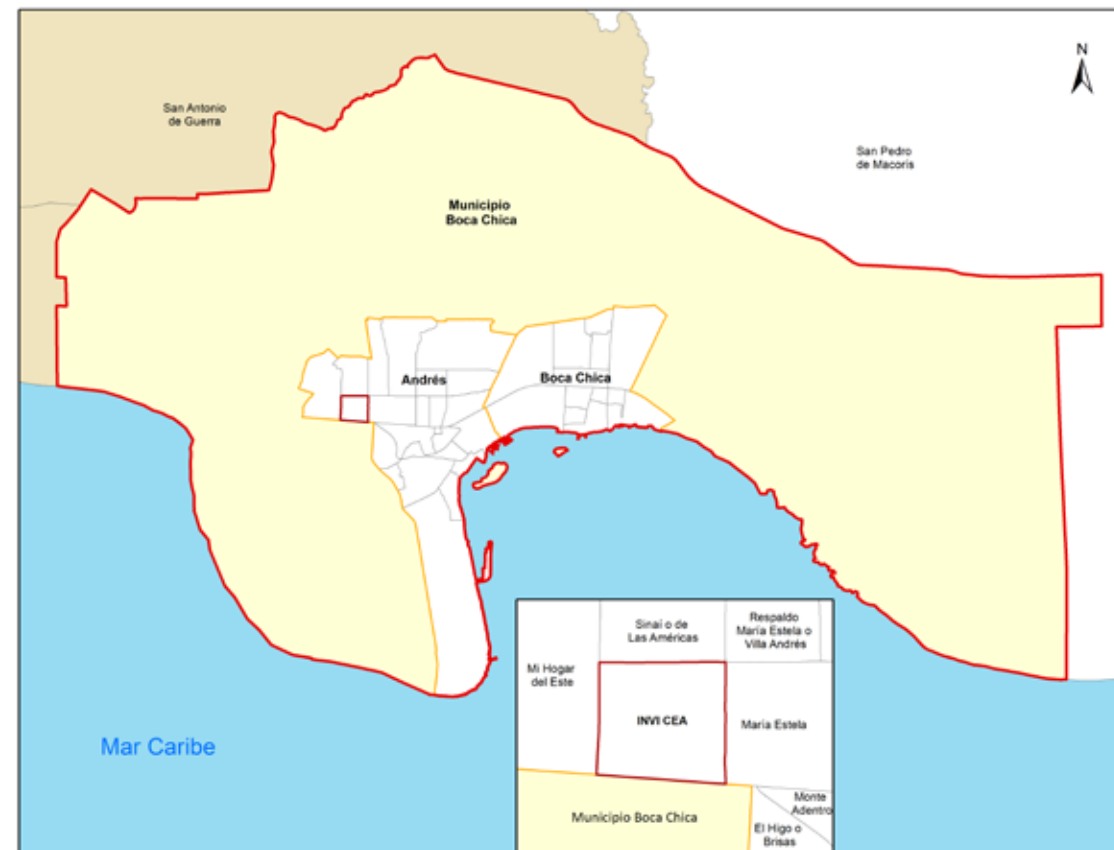 N
San Antonio
de Guerra
San Pedro
de Macorís
Municipio
Boca Chica
Andrés
Boca Chica
Mar Caribe
Sinaí o de
Las Américas
Respaldo
María Estela o
Villa Andrés
Mi Hogar
del Este
INVI CEA
María Estela
Municipio Boca Chica
Monte
Adentro
El Higo o
Brisas